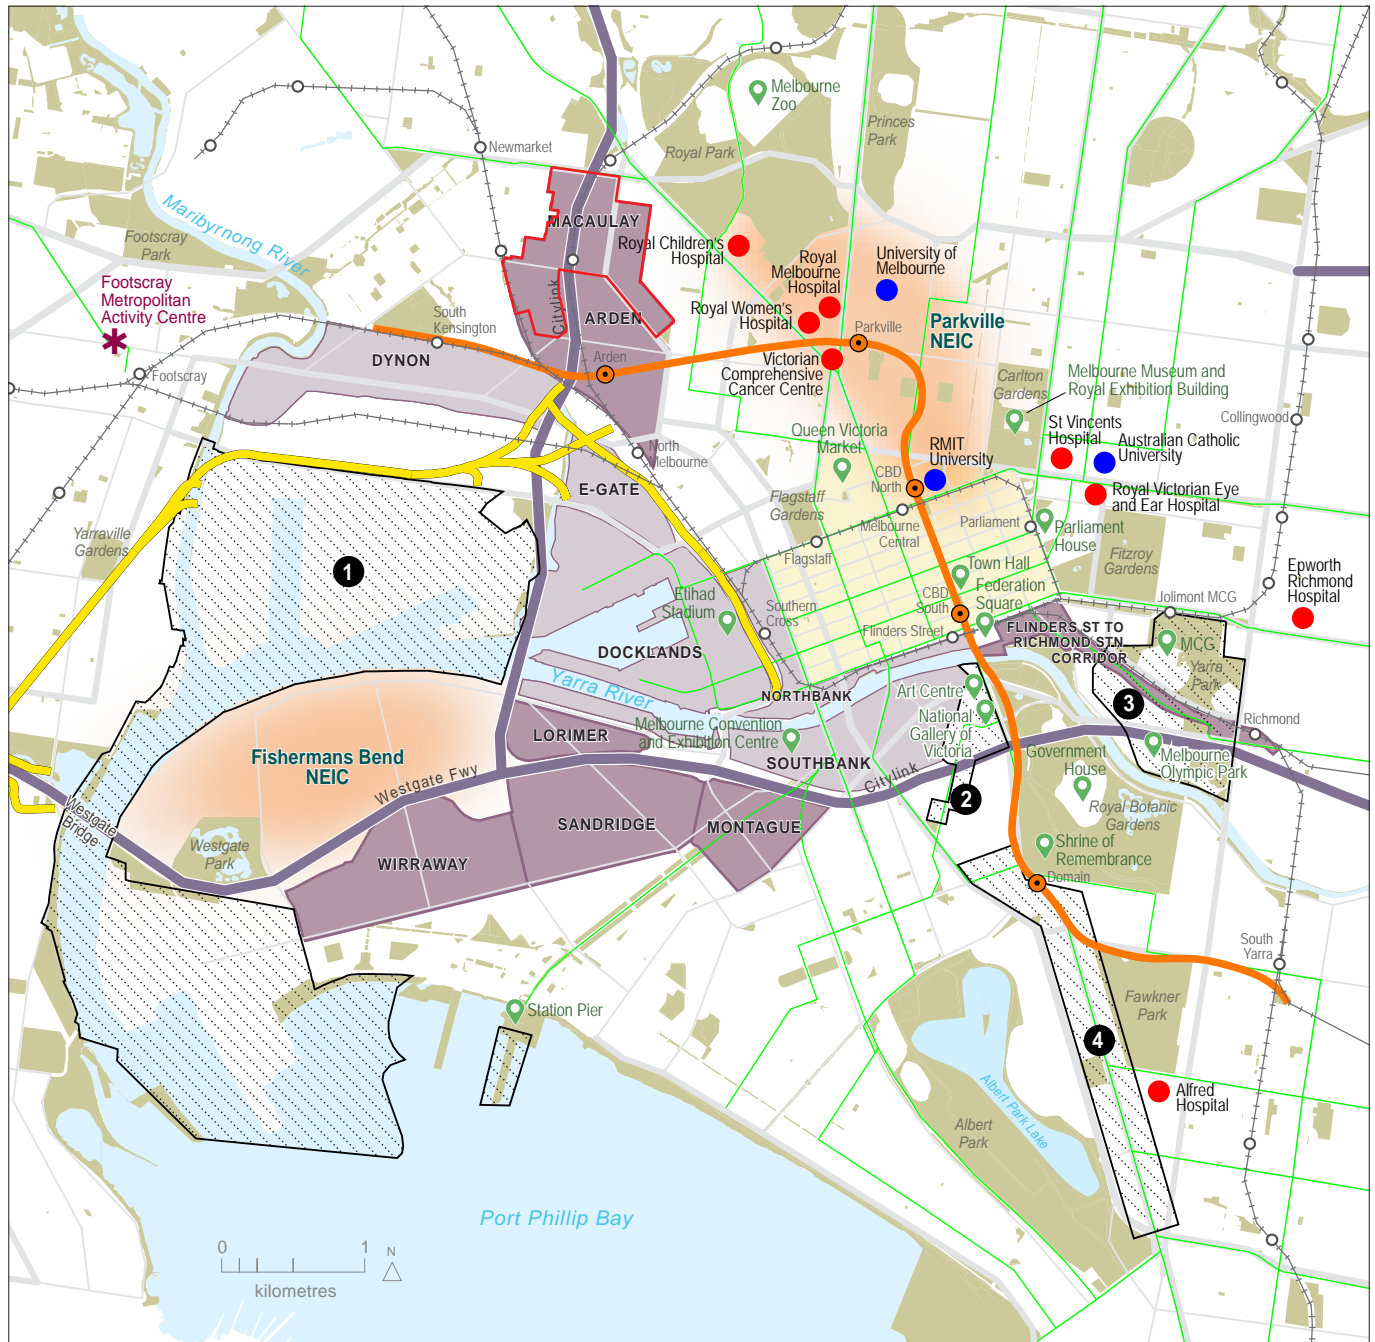 Melbourne
Zoo
Princes
Park
Royal Park
Newmarket
Maribyrnong River
Footscray
Park
MACAULAY
Royal Children's
Hospital
Royal
Melbourne
Hospital
University of
Melbourne
Footscray
Metropolitan
Activity Centre
Citylink
South
Kensington
ARDEN
Royal Women's
Hospital
Parkville
Parkville
NEIC
DYNON
Arden
Victorian
Comprehensive
Cancer Centre
Footscray
Carlton
Gardens
Melbourne Museum and
Royal Exhibition Building
Collingwood
Queen Victoria
Market
RMIT
University
St Vincents
Hospital
Australian Catholic
University
North
Melbourne
CBD
North
E-GATE
Flagstaff
Gardens
Royal Victorian Eye
and Ear Hospital
Melbourne
Central
Parliament
Parliament
House
Yarraville
Gardens
Flagstaff
Fitzroy
Gardens
1
Town Hall
Epworth
Richmond
Hospital
Etihad
Stadium
Southern
Cross
CBD
South
Federation
Square
Jolimont MCG
Flinders Street
FLINDERS ST TO
RICHMOND STN
CORRIDOR
MCG
DOCKLANDS
Yarra
Park
Yarra River
NORTHBANK
Art Centre
3
National
Gallery of
Victoria
Richmond
LORIMER
Melbourne Convention
and Exhibition Centre
Fishermans Bend
NEIC
SOUTHBANK
Government
House
Melbourne
Olympic Park
Westgate Fwy
Citylink
2
Westgate
Bridge
Royal Botanic
Gardens
SANDRIDGE
MONTAGUE
Westgate
Park
WIRRAWAY
Shrine of
Remembrance
Domain
South
Yarra
Fawkner
Park
Station Pier
4
Albert Park Lake
Alfred
Hospital
Albert
Park
Port Phillip Bay
0
1
N
kilometres